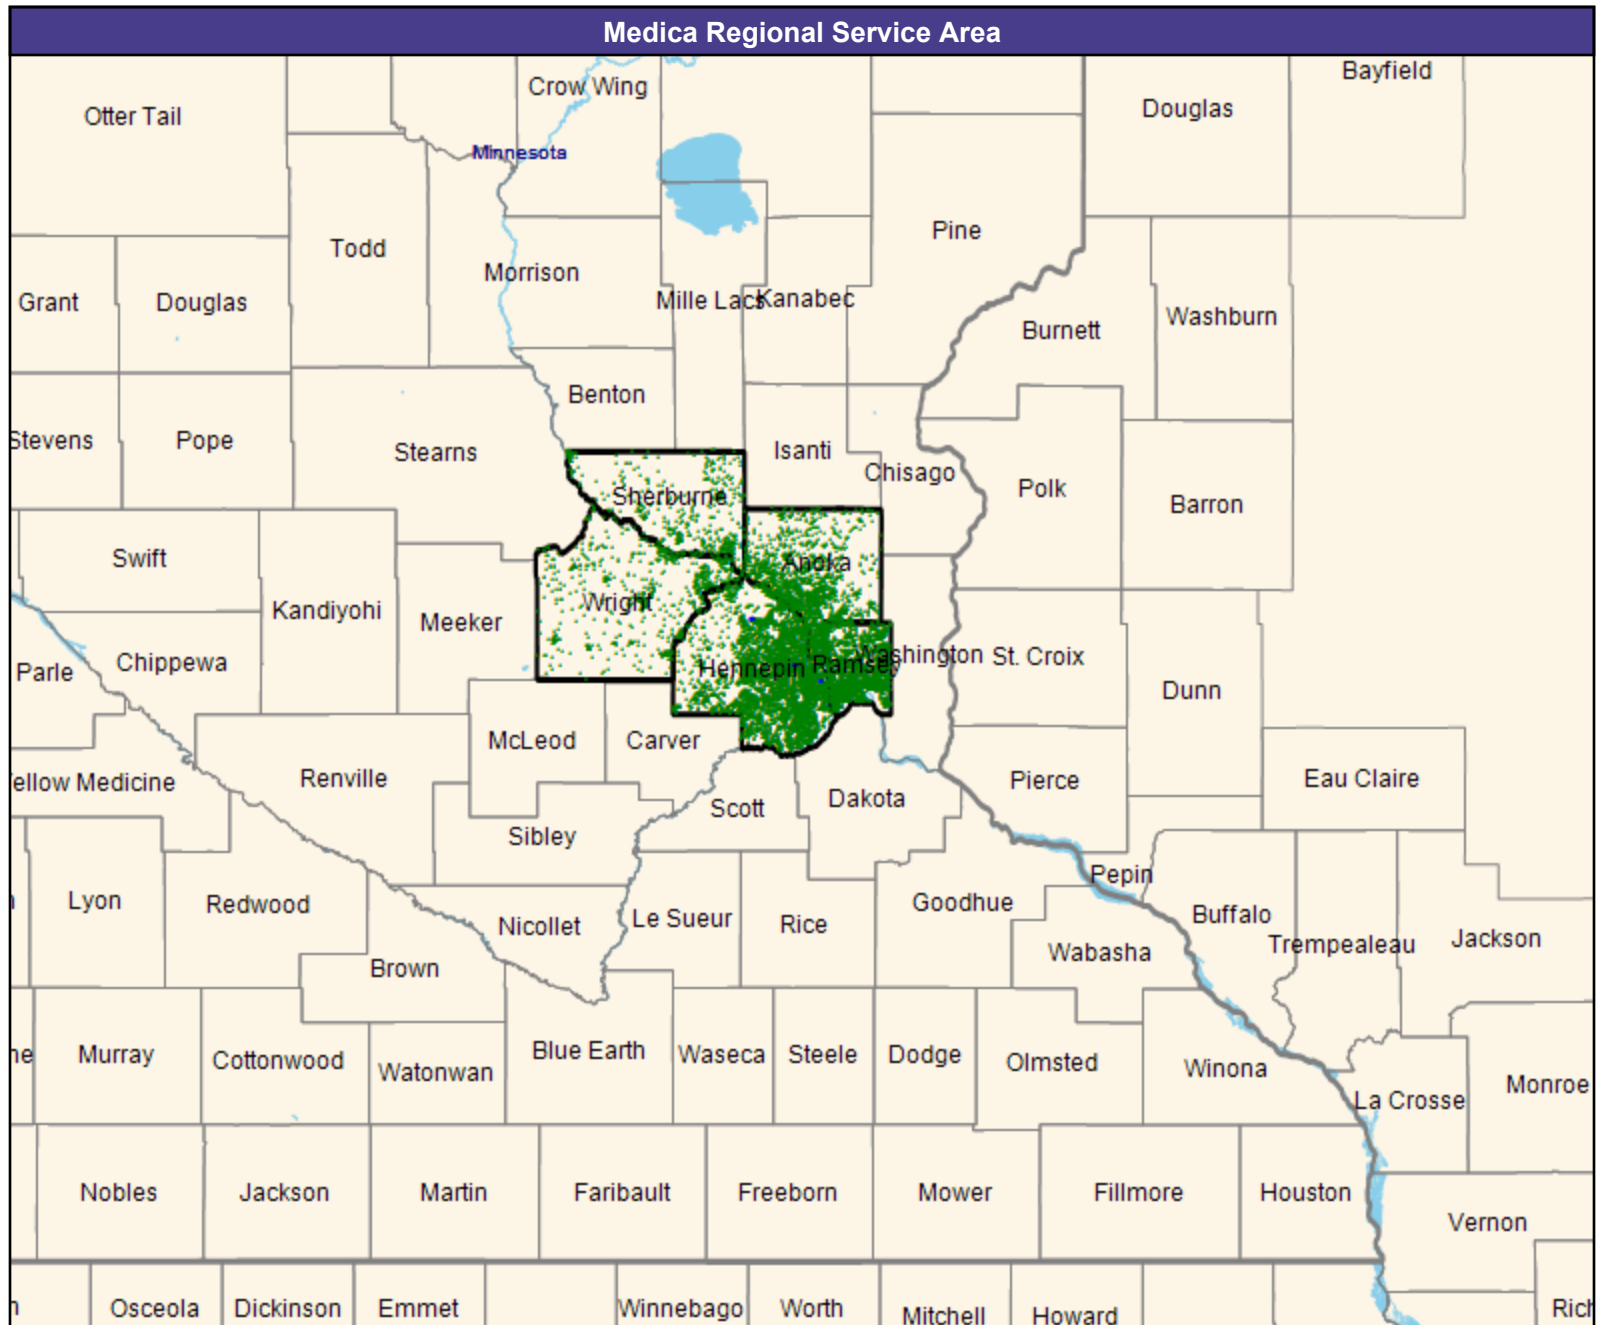 Medica Regional Service Area
Bayfield
Crow Wing
Douglas
Otter Tail
Minnesota
Pine
Todd
Morrison
Mille Lacs
Kanabec
Grant
Douglas
Washburn
Burnett
Benton
Stevens
Pope
Stearns
Isanti
Chisago
Polk
Sherburne
Barron
Swift
Anoka
Wright
Kandiyohi
Meeker
Washington
St. Croix
Hennepin
Ramsey
Parle
Chippewa
Dunn
McLeod
Carver
Renville
ellow Medicine
Pierce
Eau Claire
Scott
Dakota
Sibley
Pepin
Lyon
Redwood
Goodhue
Nicollet
Le Sueur
Rice
Buffalo
Trempealeau
Jackson
Wabasha
Brown
ne
Murray
Cottonwood
Watonwan
Blue Earth
Waseca
Steele
Dodge
Olmsted
Winona
Monroe
La Crosse
Nobles
Jackson
Martin
Faribault
Freeborn
Mower
Fillmore
Houston
Vernon
Osceola
Dickinson
Emmet
Winnebago
Worth
Mitchell
Howard
Rich